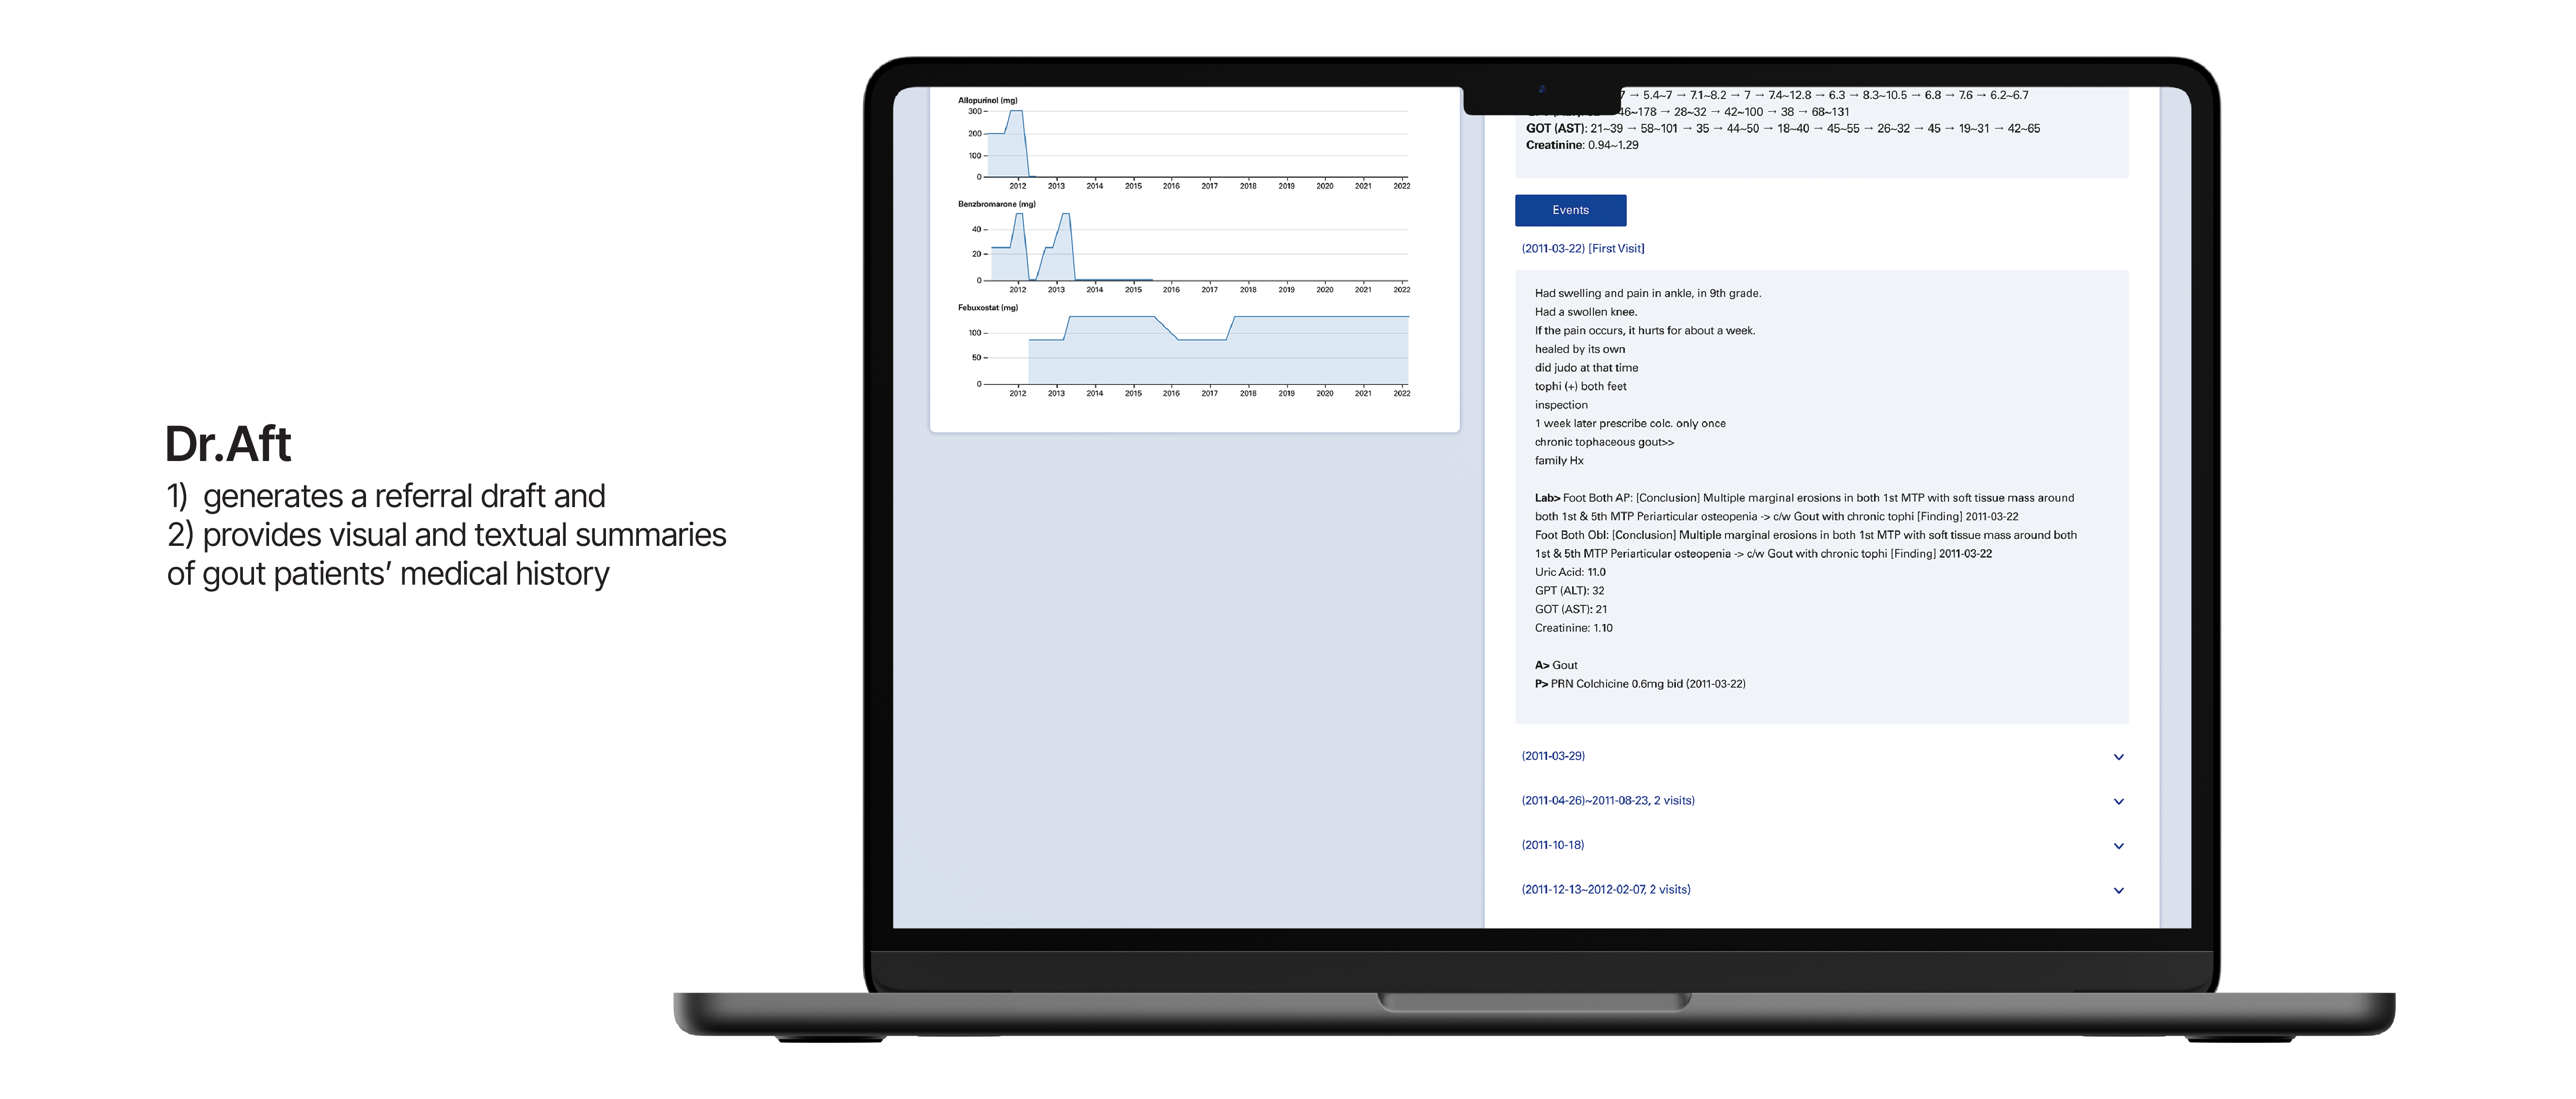 Dr.Aft
1) generates a referral draft and
2) provides visual and textual summaries
of gout patients’ medical history
Allopurinol (mg)
300
200
100
0
2012 2013 2014 2015 2016 2017 2018 2019 2020 2021 2022
Benzbromarone (mg)
40
20
0
2012 2013 2014 2015 2016 2017 2018 2019 2020 2021 2022
Febuxostat (mg)
100
50
0
2012 2013 2014 2015 2016 2017 2018 2019 2020 2021 2022
→ 5.4~7 → 7.1~8.2 → 7 → 7.4~12.8 → 6.3 → 8.3~10.5 → 6.8 → 7.6 → 6.2~6.7
46~178 → 28~32 → 42~100 → 38 → 68~131
GOT (AST): 21~39 → 58~101 → 35 → 44~50 → 18~40 → 45~55 → 26~32 → 45 → 19~31 → 42~65
Creatinine: 0.94~1.29
Events
(2011-03-22) [First Visit]
Had swelling and pain in ankle, in 9th grade.
Had a swollen knee.
If the pain occurs, it hurts for about a week.
healed by its own
did judo at that time
tophi (+) both feet
inspection
1 week later prescribe colc. only once
chronic tophaceous gout>>
family Hx
Lab> Foot Both AP: [Conclusion] Multiple marginal erosions in both 1st MTP with soft tissue mass around
both 1st & 5th MTP Periarticular osteopenia -> c/w Gout with chronic tophi [Finding] 2011-03-22
Foot Both Obl: [Conclusion] Multiple marginal erosions in both 1st MTP with soft tissue mass around both
1st & 5th MTP Periarticular osteopenia -> c/w Gout with chronic tophi [Finding] 2011-03-22
Uric Acid: 11.0
GPT (ALT): 32
GOT (AST): 21
Creatinine: 1.10
A> Gout
P> PRN Colchicine 0.6mg bid (2011-03-22)
(2011-03-29)
(2011-04-26)~2011-08-23, 2 visits)
(2011-10-18)
(2011-12-13~2012-02-07, 2 visits)